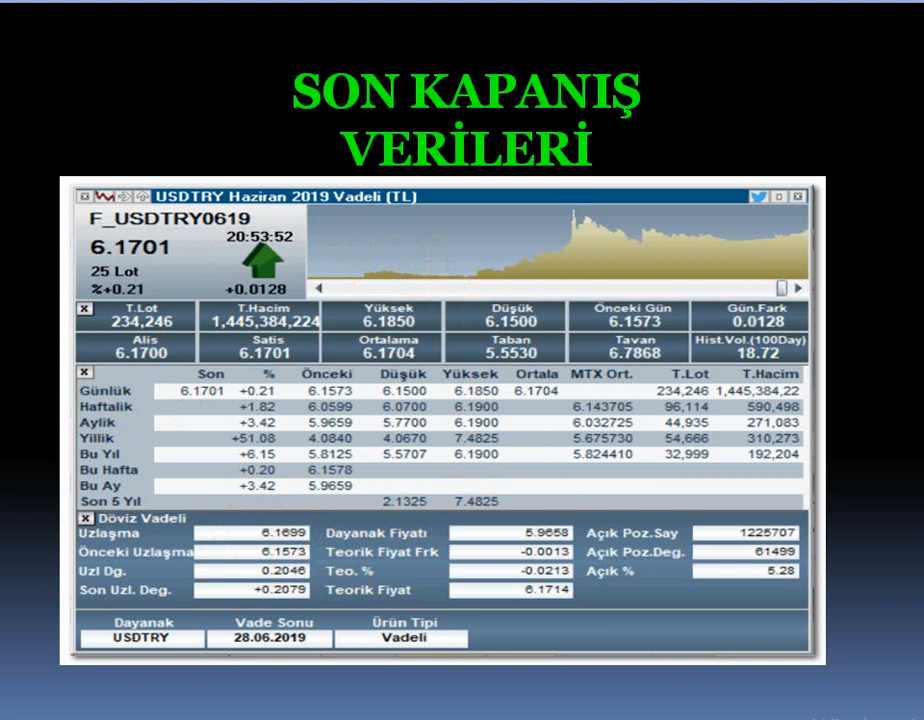 SON KAPANIŞ
VERİLERİ
USDTRY Haziran 2019 Vadeli (TL)
F_USDTRY0619
20:53:52
6.1701
25 Lot
%+0.21 +0.0128
T.Lot T.Hacim Yüksek Düşük Önceki Gün Gün.Fark
234,246 1,445,384,224 6.1850 6.1500 6.1573 0.0128
Alis Satis Ortalama Taban Tavan Hist.Vol.(100Day)
6.1700 6.1701 6.1704 5.5530 6.7868 18.72
Son % Önceki Düşük Yüksek Ortala MTX Ort. T.Lot T.Hacim
Günlük 6.1701 +0.21 6.1573 6.1500 6.1850 6.1704 234,246 1,445,384,22
Haftalik +1.82 6.0599 6.0700 6.1900 6.143705 96,114 590,498
Aylik +3.42 5.9659 5.7700 6.1900 6.032725 44,935 271,083
Yillik +51.08 4.0840 4.0670 7.4825 5.675730 54,666 310,273
Bu Yıl +6.15 5.8125 5.5707 6.1900 5.824410 32,999 192,204
Bu Hafta +0.20 6.1578
Bu Ay +3.42 5.9659
Son 5 Yıl 2.1325 7.4825
Döviz Vadeli
Uzlaşma 6.1699 Dayanak Fiyatı 5.9658 Açık Poz.Say 1225707
Önceki Uzlaşma 6.1573 Teorik Fiyat Frk -0.0013 Açık Poz.Deg. 61499
Uzl Dg. 0.2046 Teo. % -0.0213 Açık % 5.28
Son Uzl. Deg. +0.2079 Teorik Fiyat 6.1714
Dayanak Vade Sonu Ürün Tipi
USDTRY 28.06.2019 Vadeli